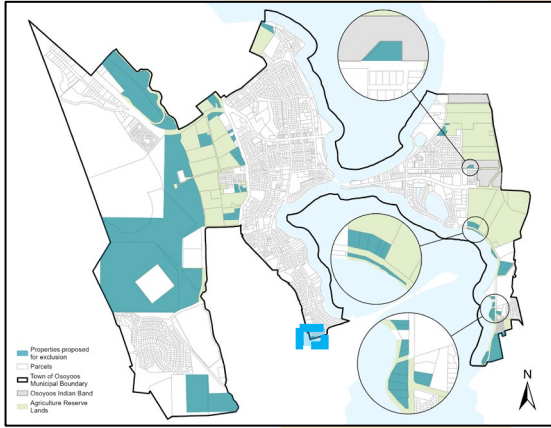 Properties proposed
for exclusion
Parcels
Town of Osoyoos
Municipal Boundary
Osoyoos Indian Band
Agriculture Reserve
Lands
N